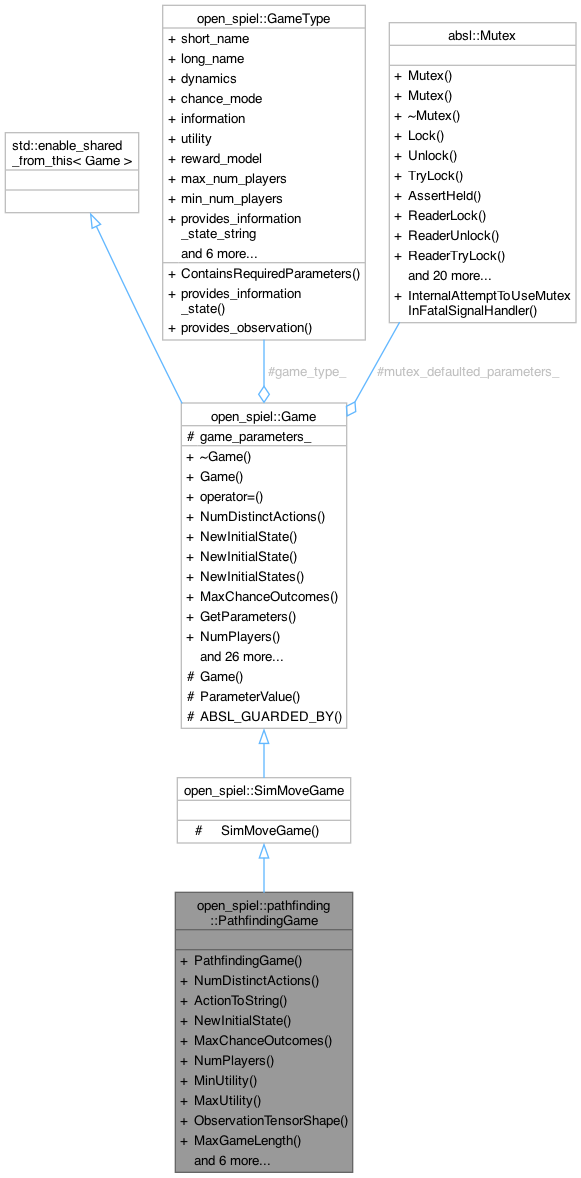 open_spiel::GameType
+ short_name
+ long_name
+ dynamics
+ chance_mode
+ information
+ utility
+ reward_model
+ max_num_players
+ min_num_players
+ provides_information
_state_string
and 6 more...
+ ContainsRequiredParameters()
+ provides_information
_state()
+ provides_observation()
absl::Mutex
+ Mutex()
+ Mutex()
+ ~Mutex()
+ Lock()
+ Unlock()
+ TryLock()
+ AssertHeld()
+ ReaderLock()
+ ReaderUnlock()
+ ReaderTryLock()
and 20 more...
+ InternalAttemptToUseMutex
InFatalSignalHandler()
std::enable_shared
_from_this< Game >
#game_type_
#mutex_defaulted_parameters_
open_spiel::Game
# game_parameters_
+ ~Game()
+ Game()
+ operator=()
+ NumDistinctActions()
+ NewInitialState()
+ NewInitialState()
+ NewInitialStates()
+ MaxChanceOutcomes()
+ GetParameters()
+ NumPlayers()
and 26 more...
# Game()
# ParameterValue()
# ABSL_GUARDED_BY()
open_spiel::SimMoveGame
# SimMoveGame()
open_spiel::pathfinding
::PathfindingGame
+ PathfindingGame()
+ NumDistinctActions()
+ ActionToString()
+ NewInitialState()
+ MaxChanceOutcomes()
+ NumPlayers()
+ MinUtility()
+ MaxUtility()
+ ObservationTensorShape()
+ MaxGameLength()
and 6 more...